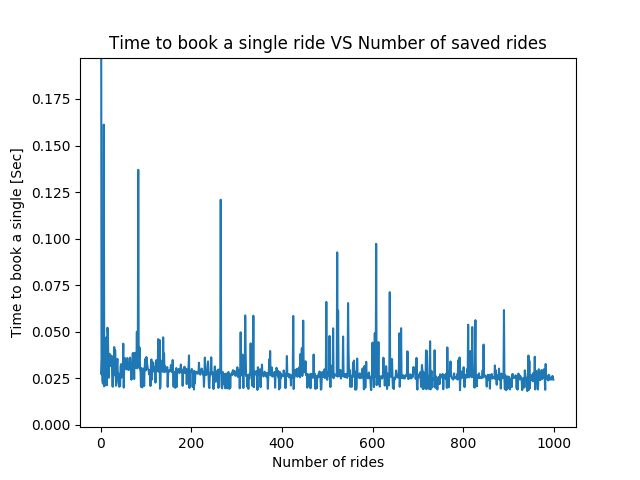 Time to book a single ride VS Number of saved rides
Time to book a single [Sec]
0.175
0.150
0.125
0.100
0.075
0.050
0.025
0.000
0 200 400 600 800 1000
Number of rides